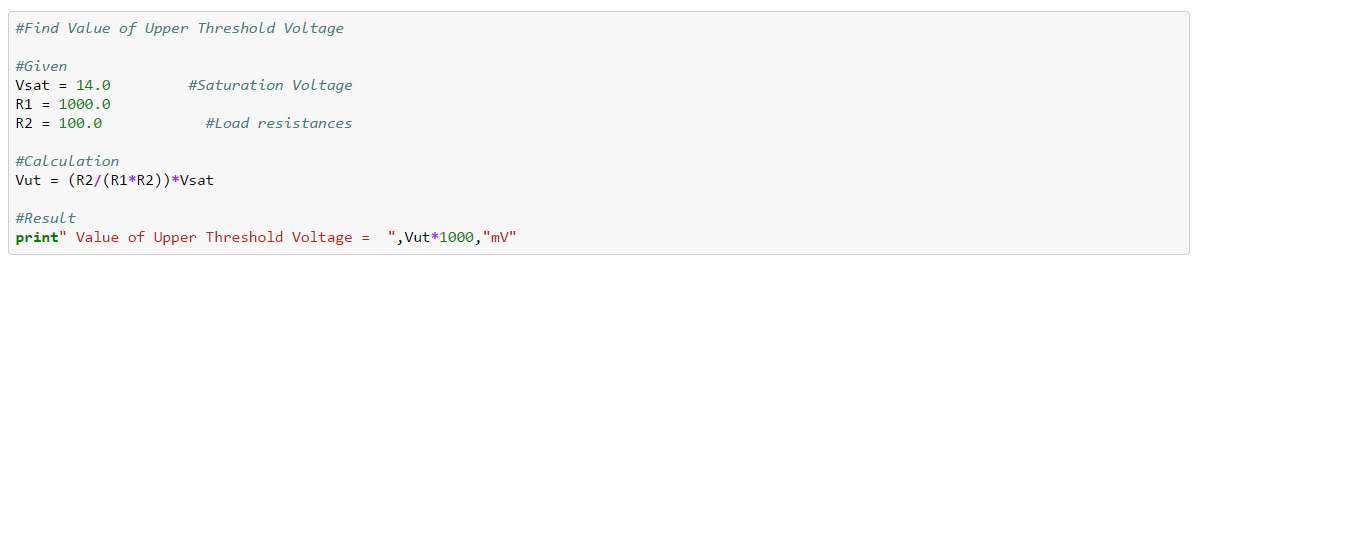 #Find Value of Upper Threshold Voltage
#Given
Vsat = 14.0 #Saturation Voltage
R1 = 1000.0
R2 = 100.0 #Load resistances
#Calculation
Vut = (R2/(R1*R2))*Vsat
#Result
print" Value of Upper Threshold Voltage =  ",Vut*1000,"mV"